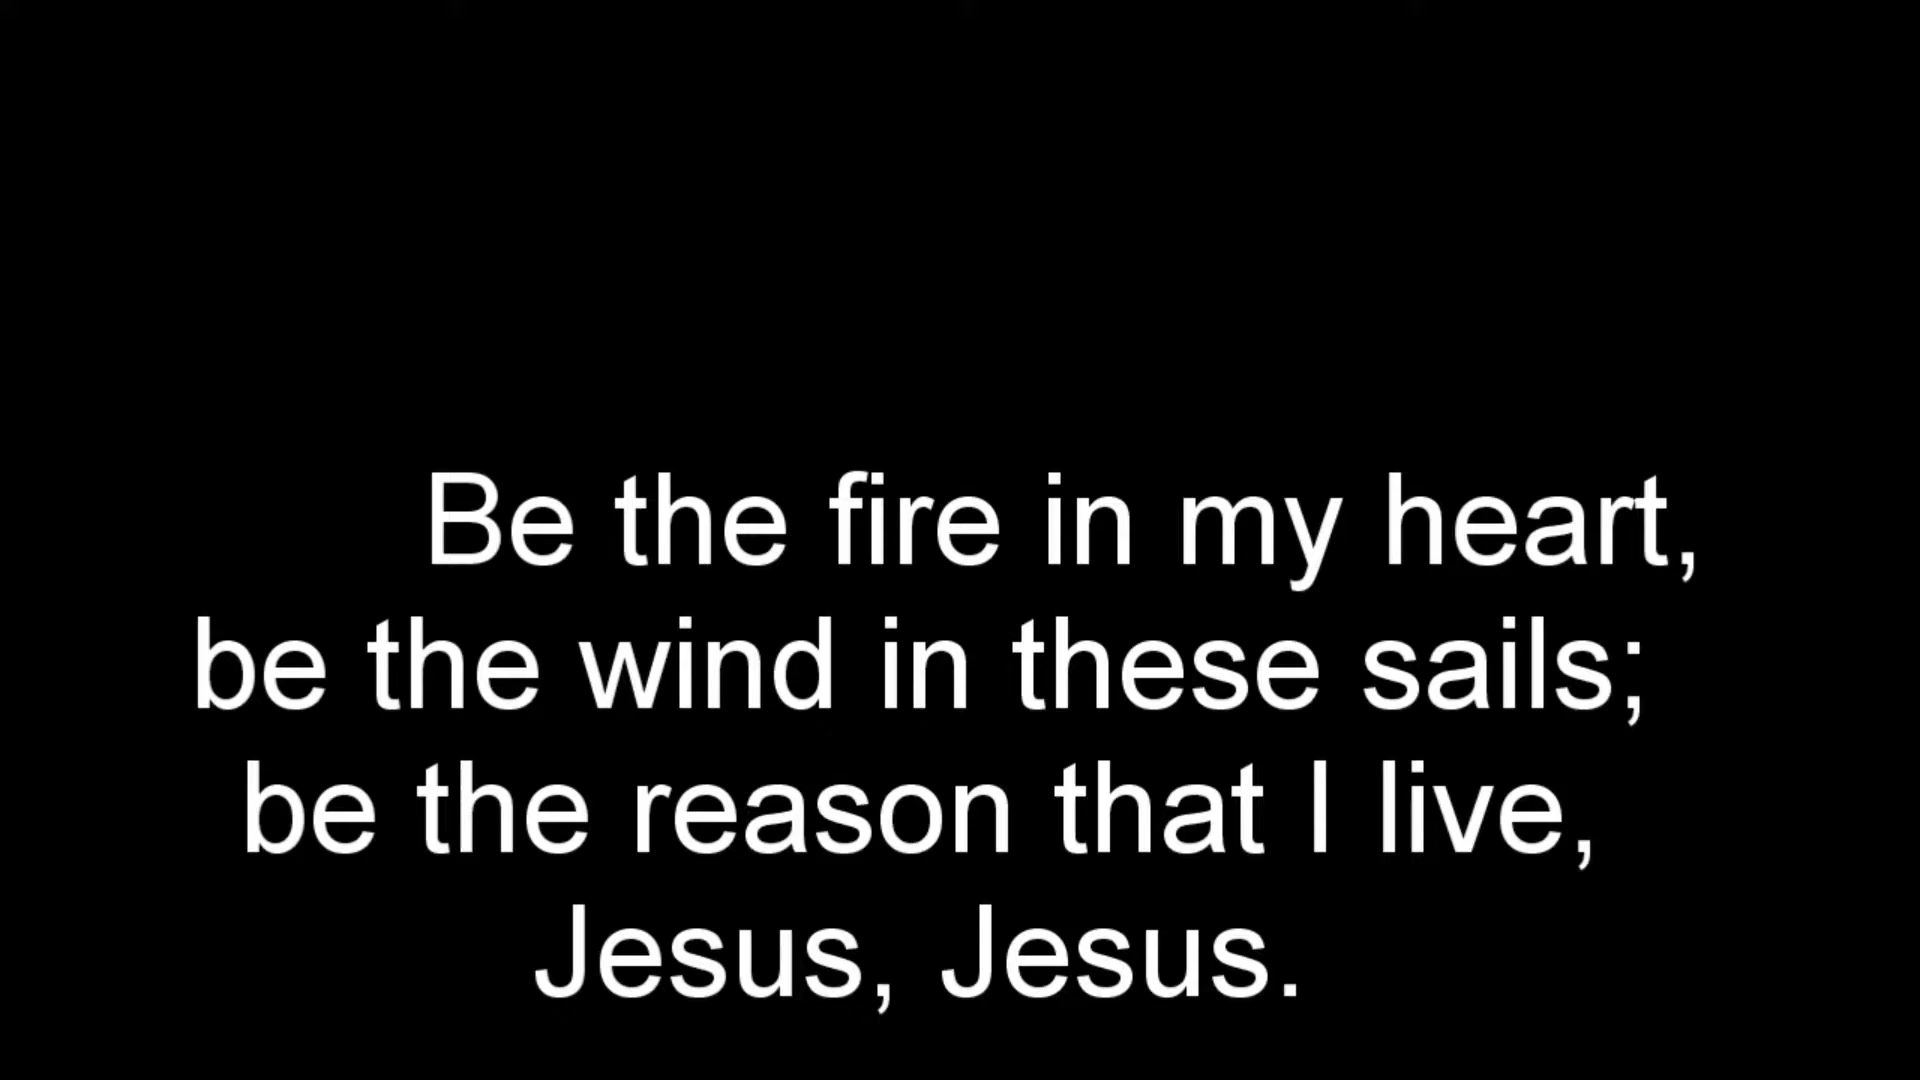 Be the fire in my heart,
be the wind in these sails;
be the reason that I live,
Jesus, Jesus.